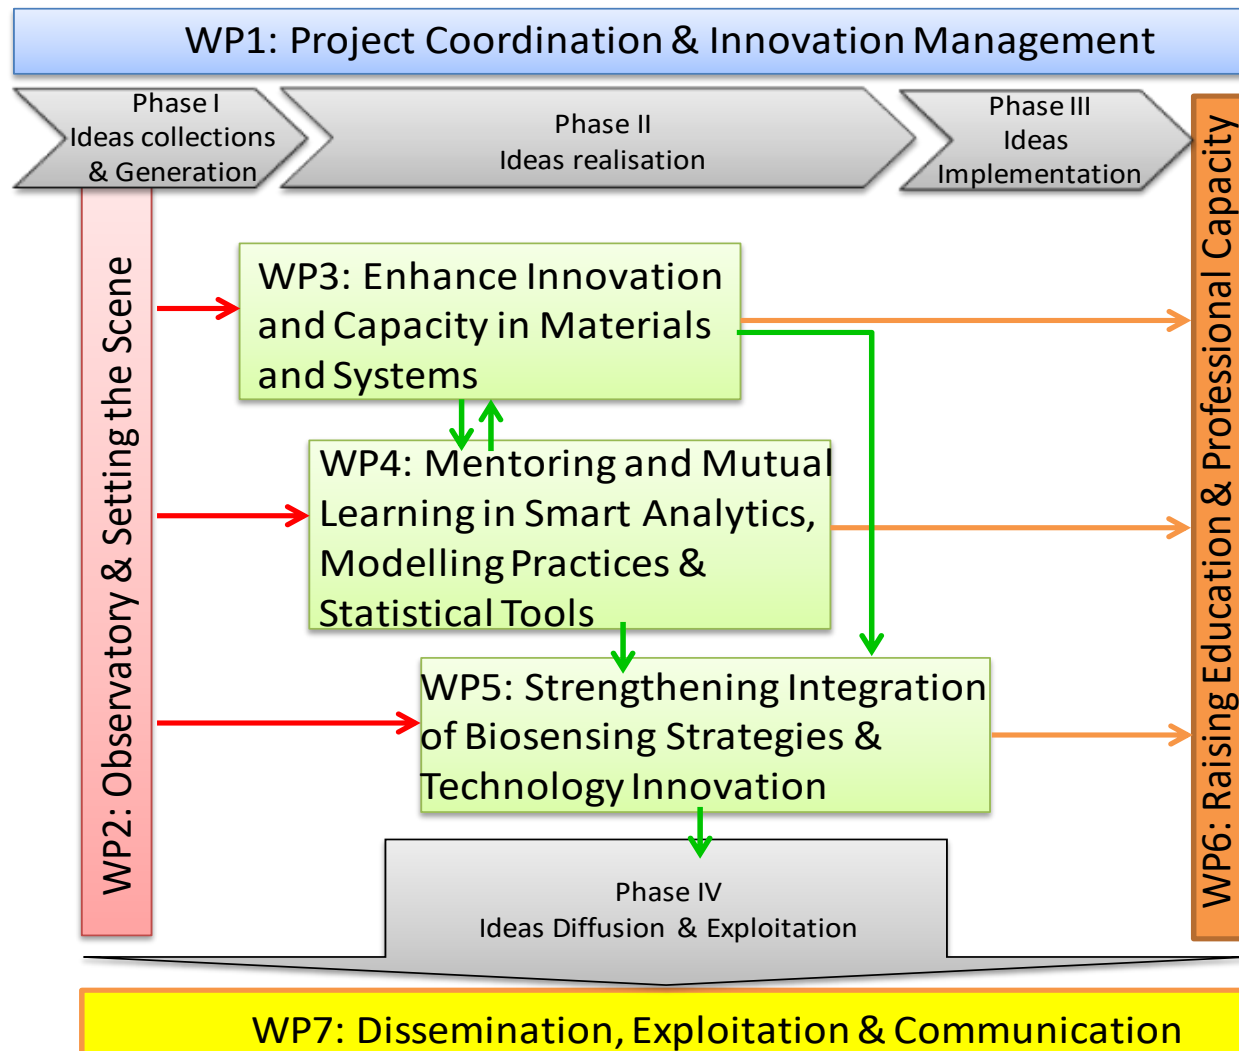 WP1: Project Coordination & Innovation Management
Phase I
Ideas collections
& Generation
Phase II
Ideas realisation
Phase III
Ideas
Implementation
WP2: Observatory & Setting the Scene
WP3: Enhance Innovation
and Capacity in Materials
and Systems
WP4: Mentoring and Mutual
Learning in Smart Analytics,
Modelling Practices &
Statistical Tools
WP5: Strengthening Integration
of Biosensing Strategies &
Technology Innovation
WP6: Raising Education & Professional Capacity
Phase IV
Ideas Diffusion & Exploitation
WP7: Dissemination, Exploitation & Communication